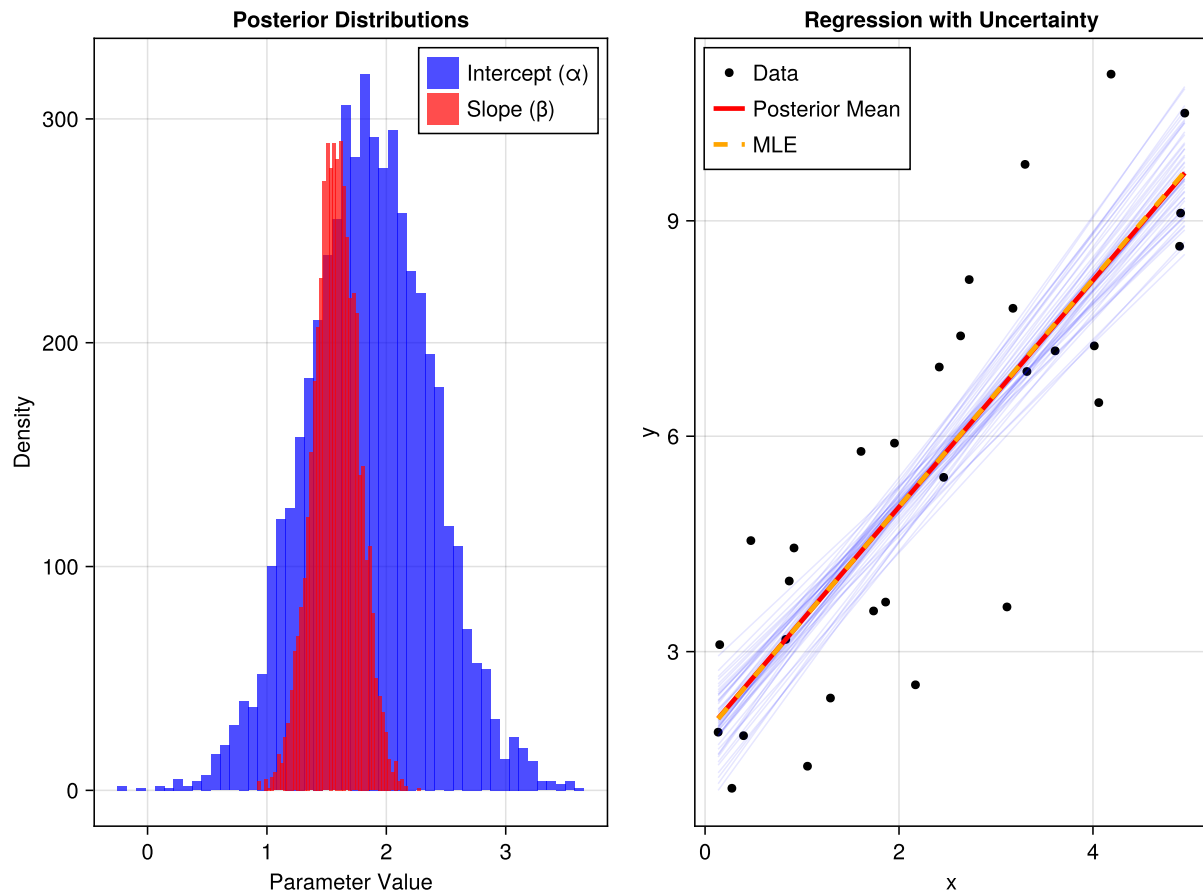 Posterior Distributions
Intercept (α)
Slope (β)
300
200
100
0
Density
0 1 2 3
Parameter Value
Regression with Uncertainty
Data
Posterior Mean
MLE
9
6
3
y
0 2 4
x